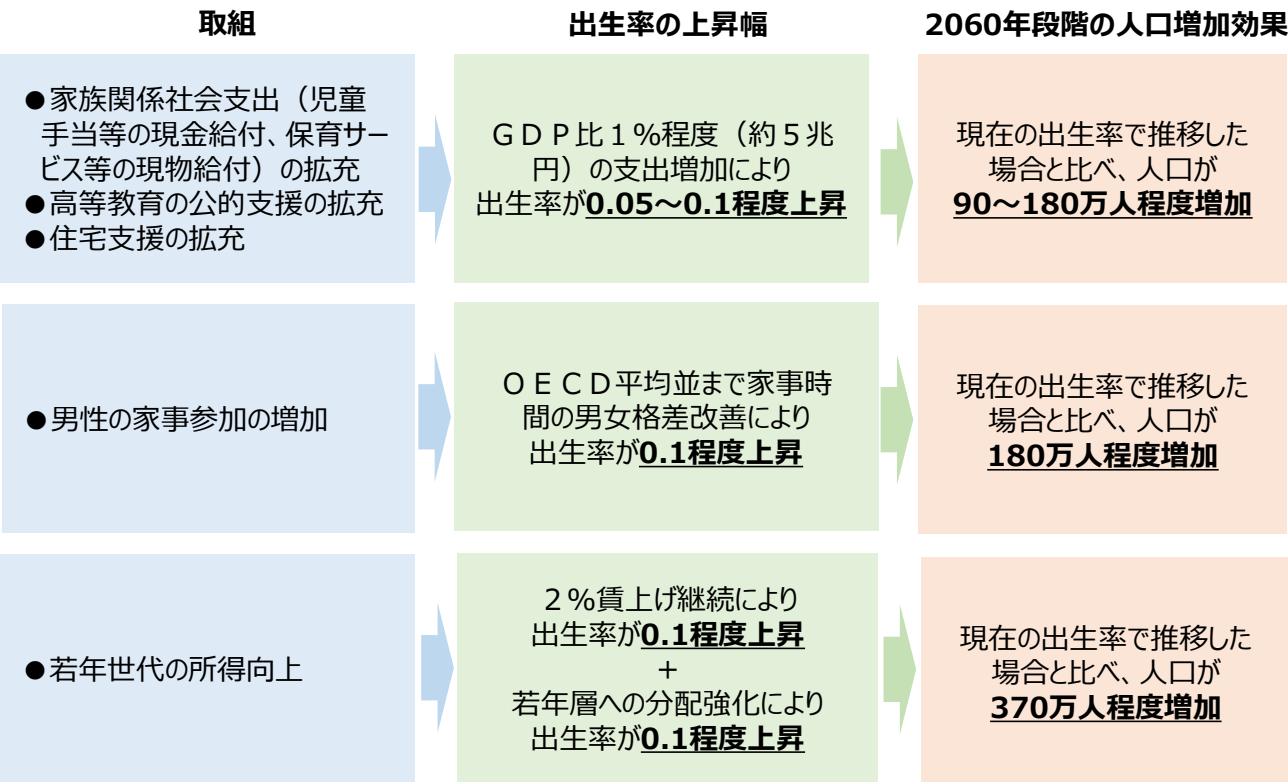 取組
出生率の上昇幅
2060年段階の人口増加効果
●家族関係社会支出（児童
手当等の現金給付、保育サー
ビス等の現物給付）の拡充
●高等教育の公的支援の拡充
●住宅支援の拡充
ＧＤＰ比１％程度（約５兆
円）の支出増加により
出生率が0.05～0.1程度上昇
現在の出生率で推移した
場合と比べ、人口が
90～180万人程度増加
●男性の家事参加の増加
ＯＥＣＤ平均並まで家事時
間の男女格差改善により
出生率が0.1程度上昇
現在の出生率で推移した
場合と比べ、人口が
180万人程度増加
●若年世代の所得向上
２％賃上げ継続により
出生率が0.1程度上昇
＋
若年層への分配強化により
出生率が0.1程度上昇
現在の出生率で推移した
場合と比べ、人口が
370万人程度増加